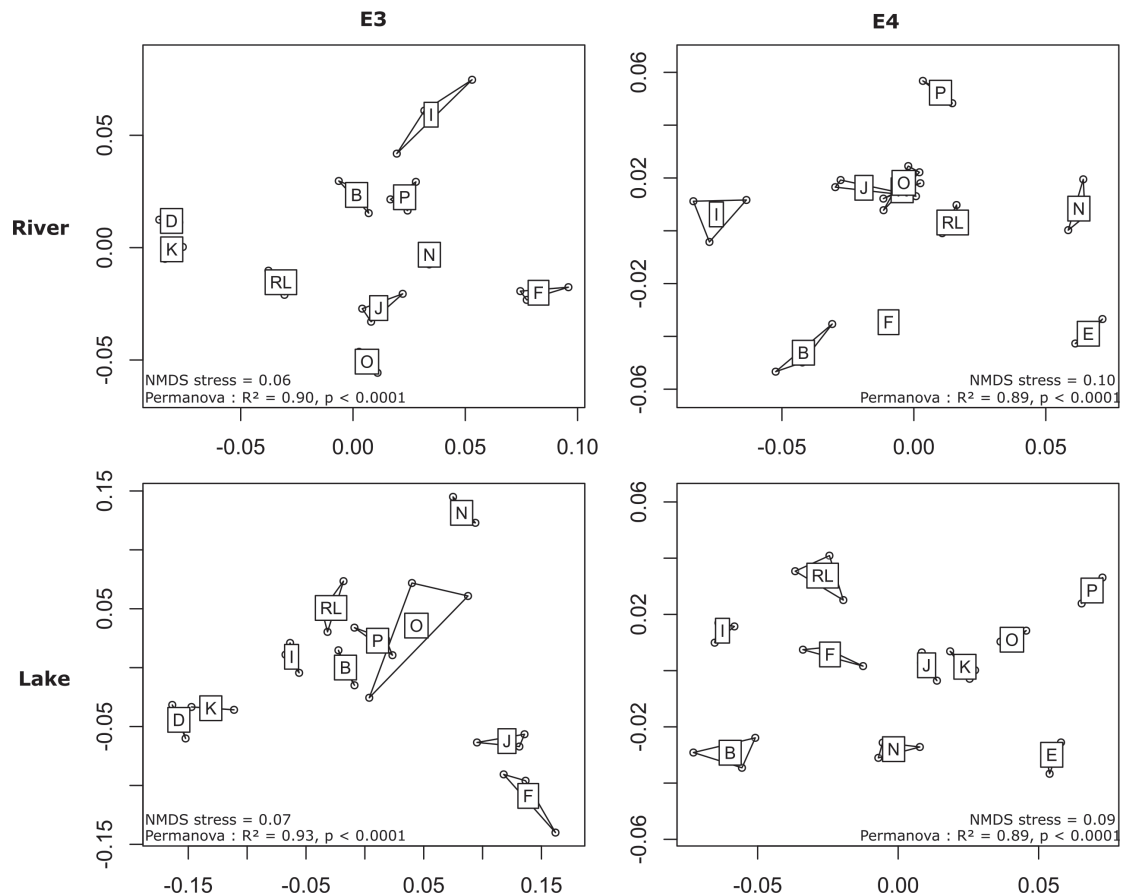 E3
E4
River
0.05
0.00
-0.05
I
B
P
D
K
N
RL
F
J
O
NMDS stress = 0.06
Permanova : R² = 0.90, p < 0.0001
-0.05
0.00
0.05
0.10
0.06
0.02
-0.02
-0.06
P
O
J
I
N
RL
F
E
B
NMDS stress = 0.10
Permanova : R² = 0.89, p < 0.0001
-0.05
0.00
0.05
Lake
0.15
0.05
-0.05
-0.15
N
RL
O
P
I
B
K
D
J
F
NMDS stress = 0.07
Permanova : R² = 0.93, p < 0.0001
-0.15
-0.05
0.05
0.15
0.06
0.02
-0.02
-0.06
RL
P
I
O
F
J
K
B
N
E
NMDS stress = 0.09
Permanova : R² = 0.89, p < 0.0001
-0.05
0.00
0.05